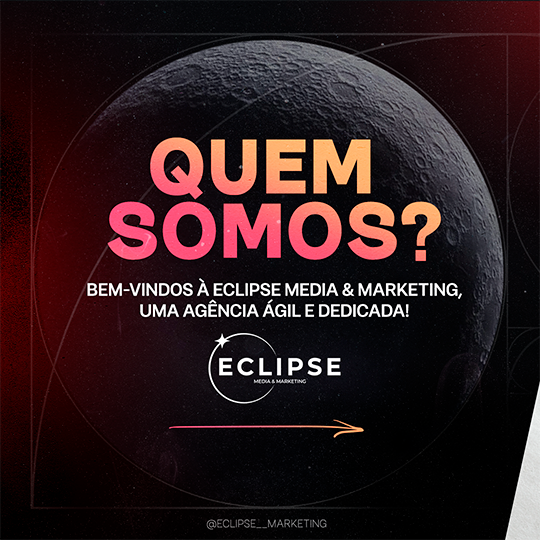 QUEM
SOMOS?
BEM-VINDOS À ECLIPSE MEDIA & MARKETING,
UMA AGÊNCIA ÁGIL E DEDICADA!
ECLIPSE
MEDIA & MARKETING
@ECLIPSE__MARKETING